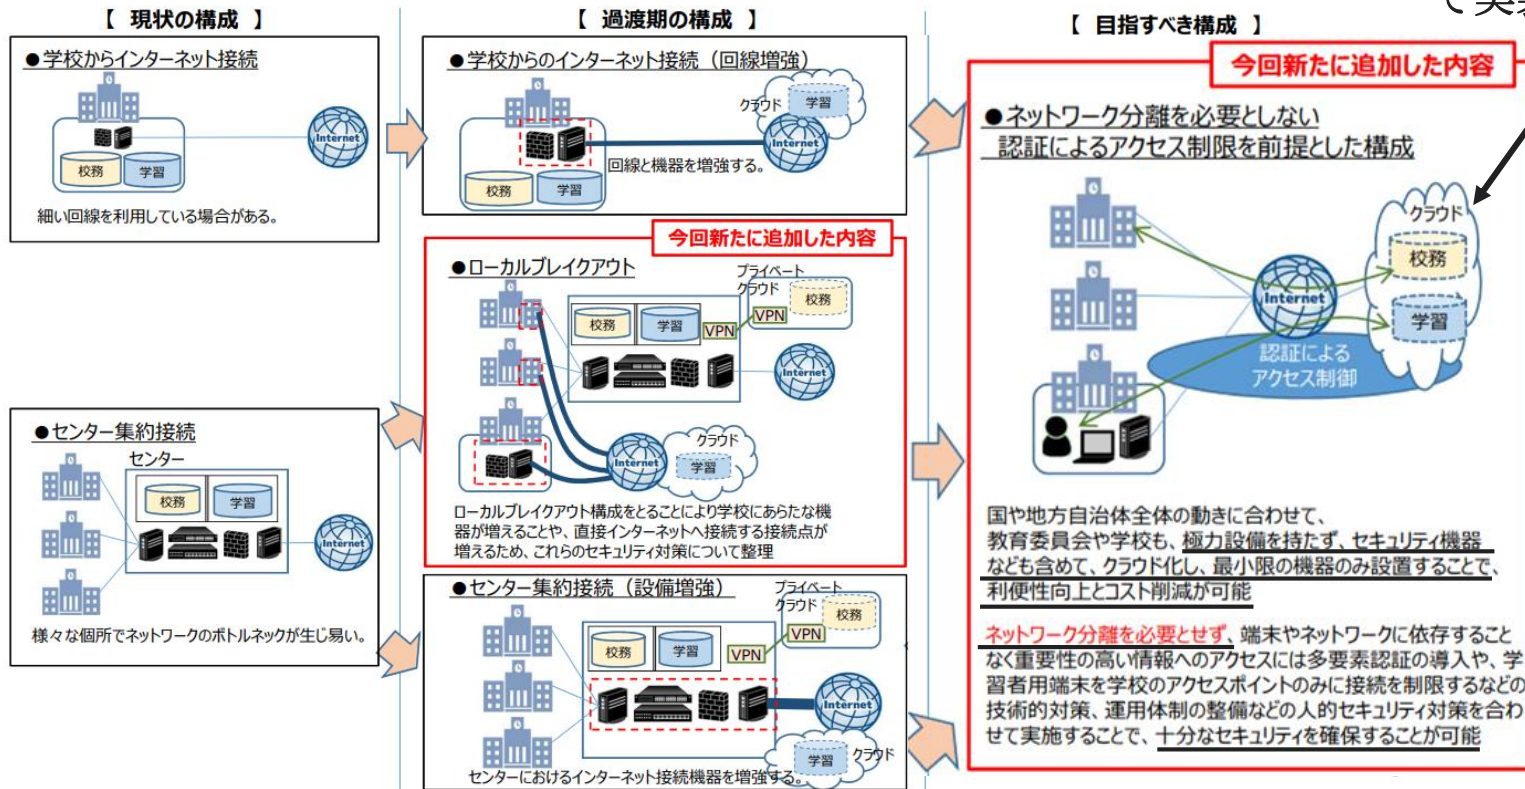 【 現状の構成 】
●学校からインターネット接続
Internet
校務
学習
細い回線を利用している場合がある。
●センター集約接続
センター
校務
学習
Internet
様々な個所でネットワークのボトルネックが生じ易い。
【 過渡期の構成 】
●学校からのインターネット接続（回線増強）
クラウド
学習
Internet
回線と機器を増強する。
校務
学習
今回新たに追加した内容
●ローカルブレイクアウト
プライベート
クラウド
校務
校務
学習
VPN
VPN
Internet
クラウド
Internet
学習
ローカルブレイクアウト構成をとることにより学校にあらたな機
器が増えることや、直接インターネットへ接続する接続点が
増えるため、これらのセキュリティ対策について整理
●センター集約接続（設備増強）
プライベート
クラウド
校務
VPN
校務
学習
VPN
Internet
学習
クラウド
センターにおけるインターネット接続機器を増強する。
【 目指すべき構成 】
今回新たに追加した内容
●ネットワーク分離を必要としない
認証によるアクセス制限を前提とした構成
クラウド
校務
Internet
学習
認証による
アクセス制御
国や地方自治体全体の動きに合わせて、
教育委員会や学校も、極力設備を持たず、セキュリティ機器
なども含めて、クラウド化し、最小限の機器のみ設置することで、
利便性向上とコスト削減が可能
ネットワーク分離を必要とせず、端末やネットワークに依存すること
なく重要性の高い情報へのアクセスには多要素認証の導入や、学
習者用端末を学校のアクセスポイントのみに接続を制限するなどの
技術的対策、運用体制の整備などの人的セキュリティ対策を合わ
せて実施することで、十分なセキュリティを確保することが可能